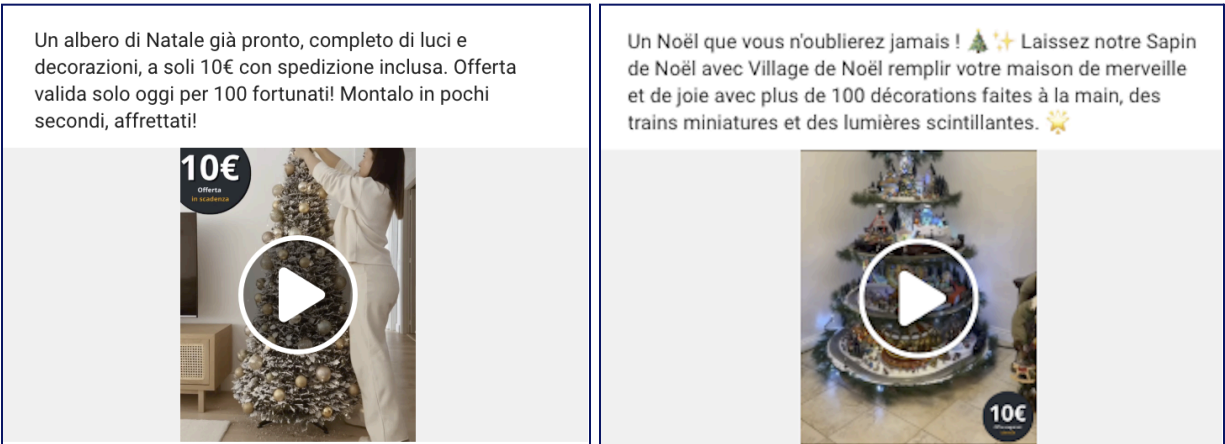 Un albero di Natale già pronto, completo di luci e
decorazioni, a soli 10€ con spedizione inclusa. Offerta
valida solo oggi per 100 fortunati! Montalo in pochi
secondi, affrettati!
10€
Offerta
in scadenza
Un Noël que vous n'oublierez jamais ! 🎄✨ Laissez notre Sapin
de Noël avec Village de Noël remplir votre maison de merveille
et de joie avec plus de 100 décorations faites à la main, des
trains miniatures et des lumières scintillantes. 🌟
10€